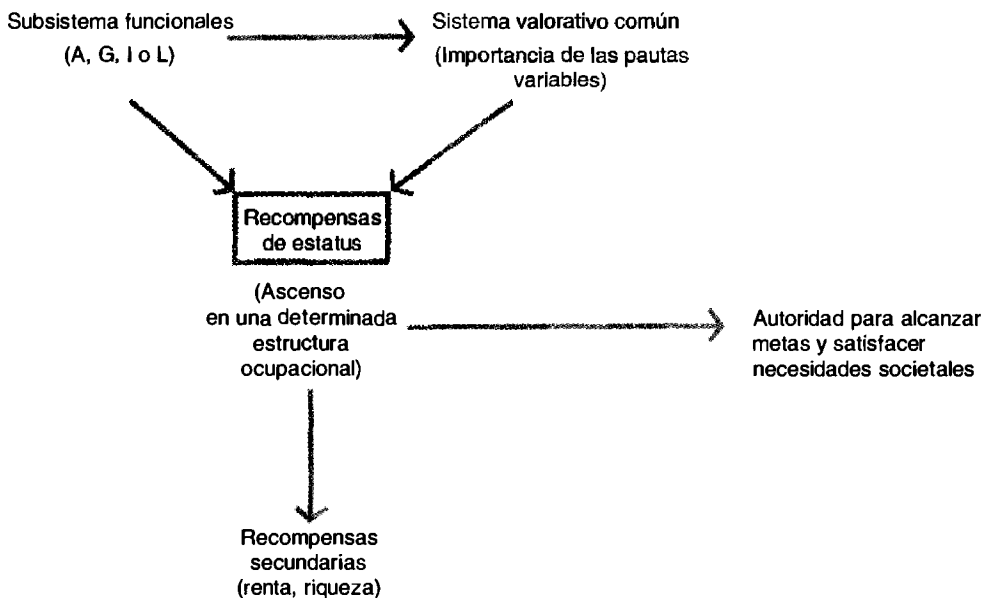 Subsistema funcionales
(A, G, I o L)
Sistema valorativo común
(Importancia de las pautas
variables)
Recompensas
de estatus
(Ascenso
en una determinada
estructura
ocupacional)
Autoridad para alcanzar
metas y satisfacer
necesidades societales
Recompensas
secundarias
(renta, riqueza)